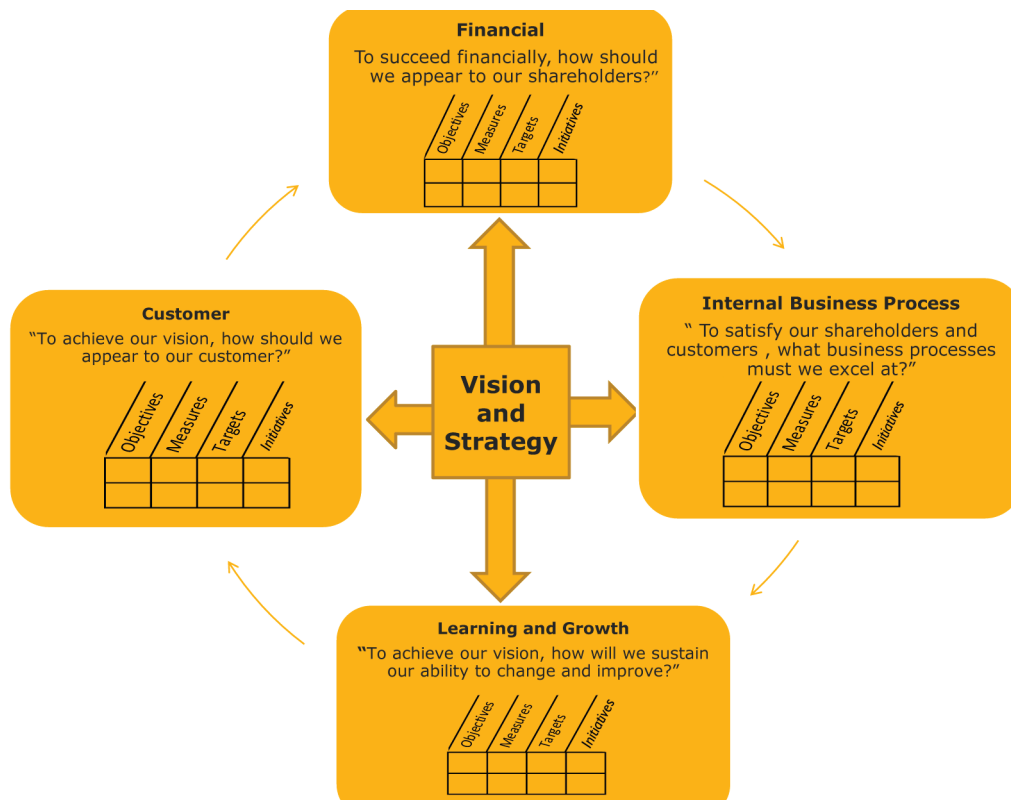 Financial
To succeed financially, how should
we appear to our shareholders?”
Objectives
Measures
Targets
Initiatives
Customer
“To achieve our vision, how should we
appear to our customer?”
Objectives
Measures
Targets
Initiatives
Vision
and
Strategy
Internal Business Process
“ To satisfy our shareholders and
customers , what business processes
must we excel at?”
Objectives
Measures
Targets
Initiatives
Learning and Growth
“To achieve our vision, how will we sustain
our ability to change and improve?”
Objectives
Measures
Targets
Initiatives